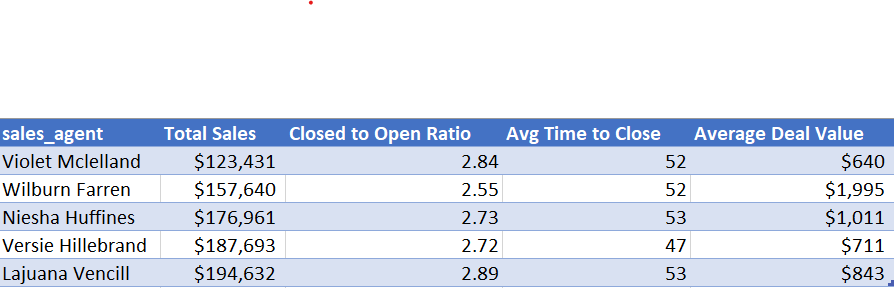 sales_agent Total Sales Closed to Open Ratio Avg Time to Close Average Deal Value
Violet Mclelland $123,431 2.84 52 $640
Wilburn Farren $157,640 2.55 52 $1,995
Niesha Huffines $176,961 2.73 53 $1,011
Versie Hillebrand $187,693 2.72 47 $711
Lajuana Vencill $194,632 2.89 53 $843